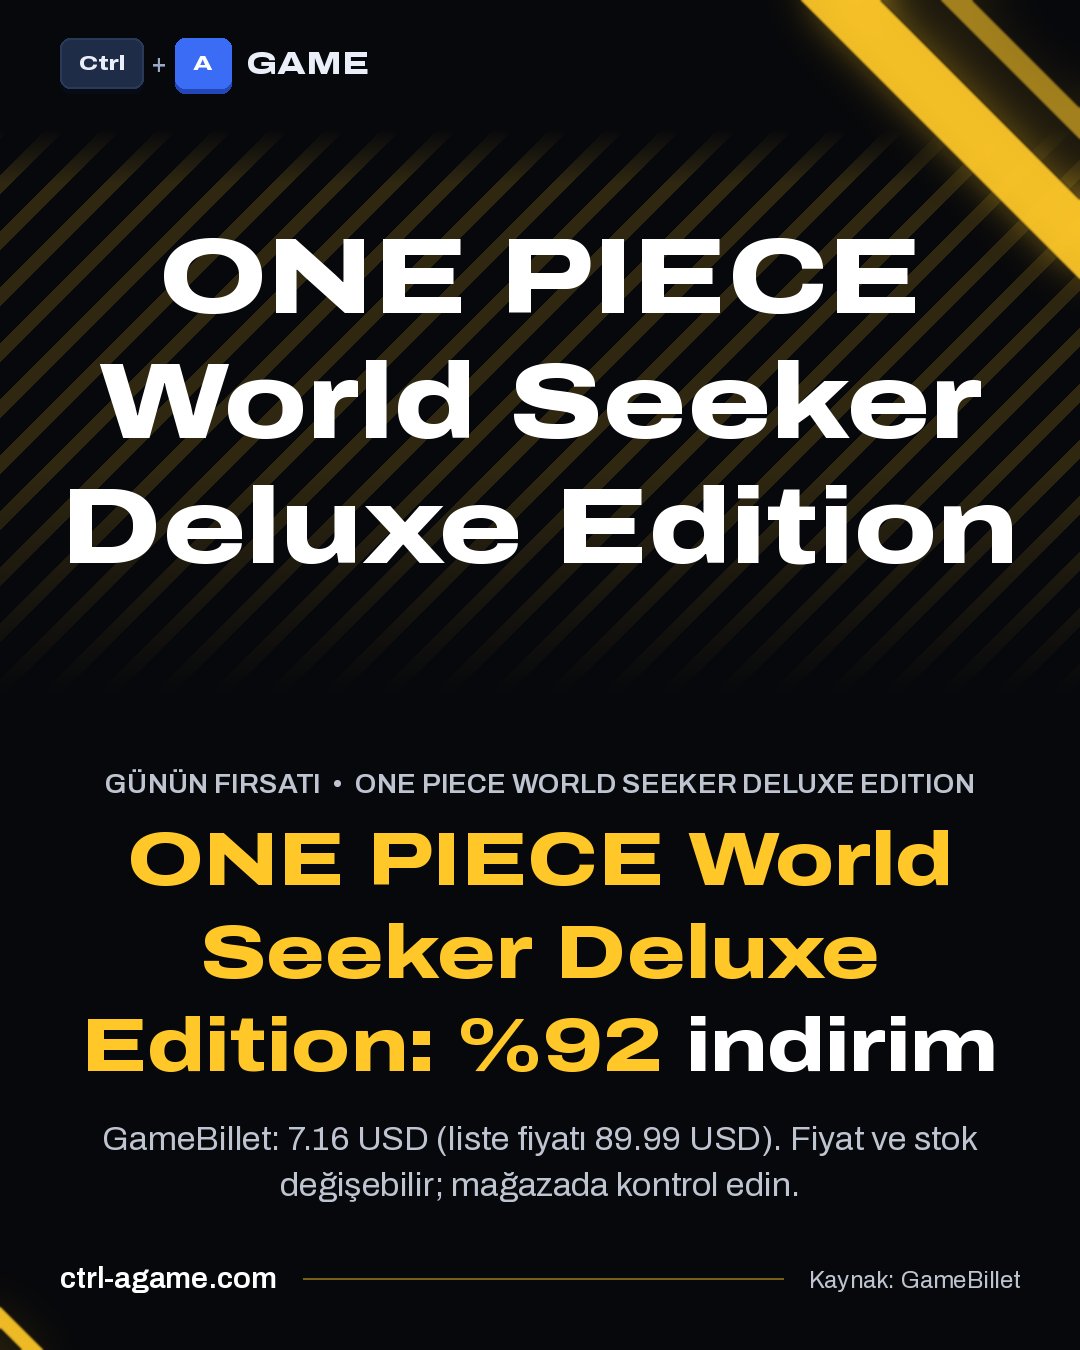 Ctrl + A GAME
ONE PIECE
World Seeker
Deluxe Edition
GÜNÜN FIRSATI • ONE PIECE WORLD SEEKER DELUXE EDITION
ONE PIECE World
Seeker Deluxe
Edition: %92 indirim
GameBillet: 7.16 USD (liste fiyatı 89.99 USD). Fiyat ve stok
değişebilir; mağazada kontrol edin.
ctrl-agame.com
Kaynak: GameBillet